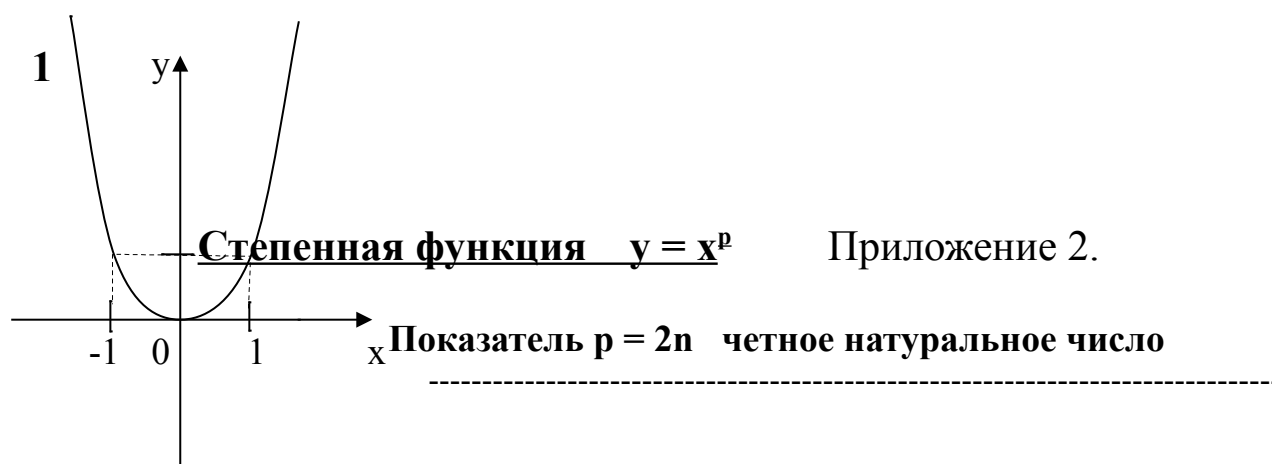 1 y
Степенная функция y = xᵖ Приложение 2.
-1 0 1 x Показатель p = 2n четное натуральное число
--------------------------------------------------------------------------------